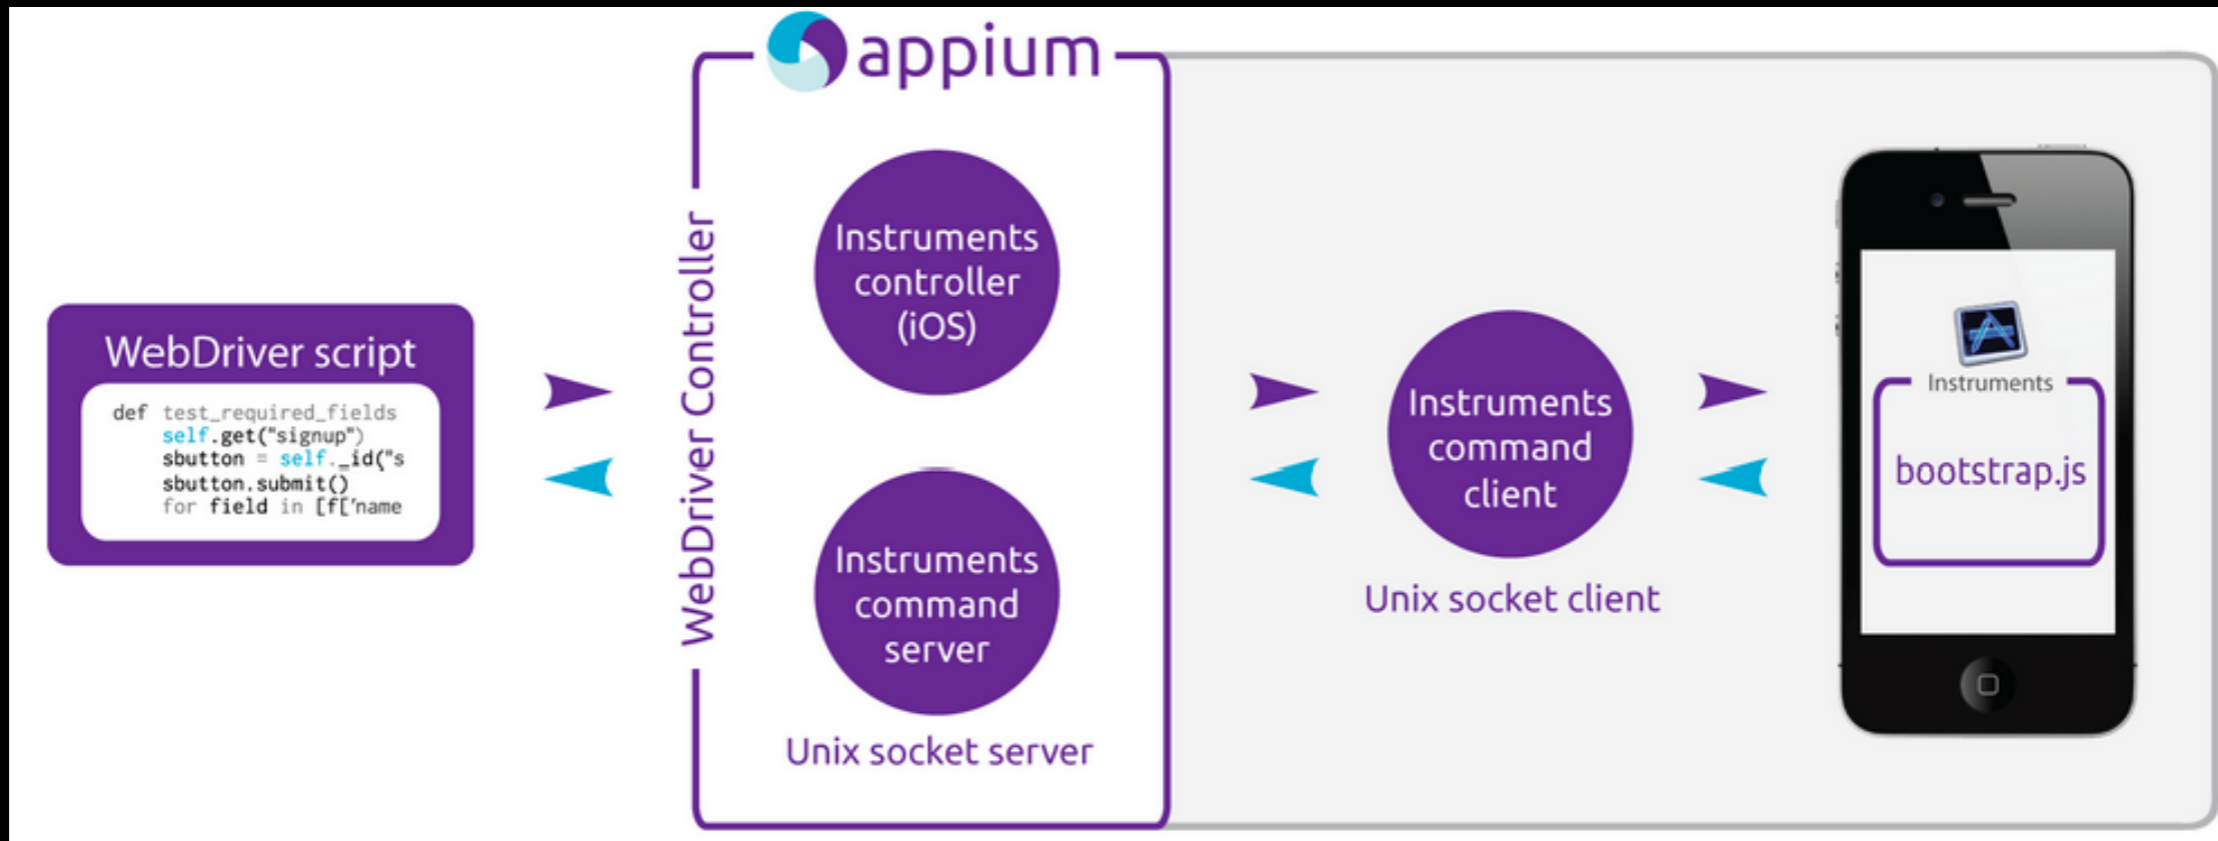 appium
WebDriver script
def test_required_fields
self.get("signup")
sbutton = self._id("s
sbutton.submit()
for field in [f['name
WebDriver Controller
Instruments
controller
(iOS)
Instruments
command
server
Unix socket server
Instruments
command
client
Unix socket client
Instruments
bootstrap.js